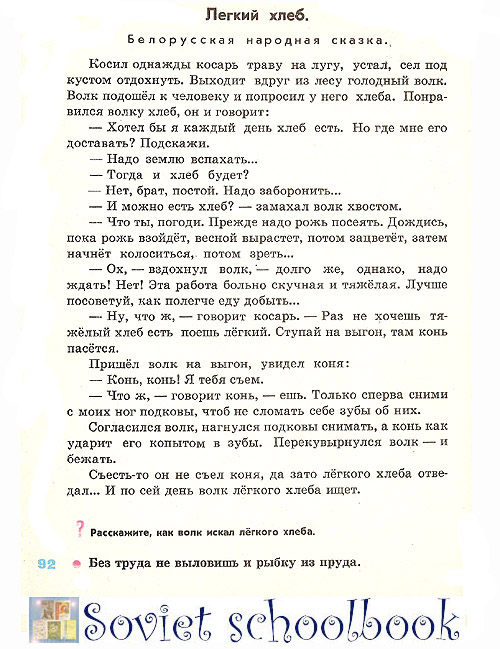 Легкий хлеб.
Белорусская народная сказка.
Косил однажды косарь траву на лугу, устал, сел под
кустом отдохнуть. Выходит вдруг из лесу голодный волк.
Волк подошёл к человеку и попросил у него хлеба. Понра-
вился волку хлеб, он и говорит:
— Хотел бы я каждый день хлеб есть. Но где мне его
доставать? Подскажи.
— Надо землю вспахать...
— Тогда и хлеб будет?
— Нет, брат, постой. Надо заборонить...
— И можно есть хлеб? — замахал волк хвостом.
— Что ты, погоди. Прежде надо рожь посеять. Дождись,
пока рожь взойдёт, весной вырастет, потом зацветёт, затем
начнёт колоситься, потом зреть...
— Ох, — вздохнул волк, — долго же, однако, надо
ждать! Нет! Эта работа больно скучная и тяжёлая. Лучше
посоветуй, как полегче еду добыть...
— Ну, что ж, — говорит косарь. — Раз не хочешь тя-
жёлый хлеб есть поешь лёгкий. Ступай на выгон, там конь
пасётся.
Пришёл волк на выгон, увидел коня:
— Конь, конь! Я тебя съем.
— Что ж, — говорит конь, — ешь. Только сперва сними
с моих ног подковы, чтоб не сломать себе зубы об них.
Согласился волк, нагнулся подковы снимать, а конь как
ударит его копытом в зубы. Перекувырнулся волк — и
бежать.
Съесть-то он не съел коня, да зато лёгкого хлеба отве-
дал... И по сей день волк лёгкого хлеба ищет.
? Расскажите, как волк искал лёгкого хлеба.
92 • Без труда не выловишь и рыбку из пруда.
Soviet schoolbook